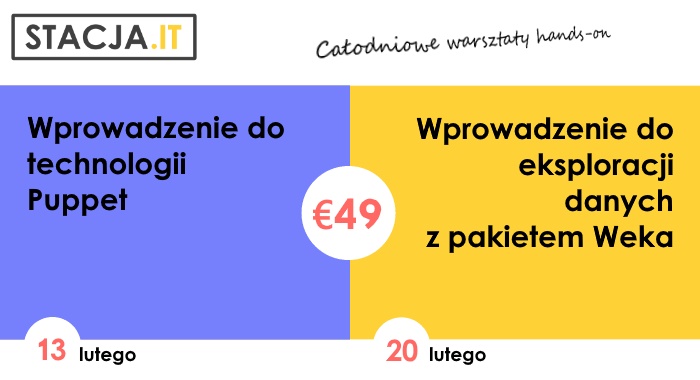 STACJA.IT
Całodniowe warsztaty hands-on
Wprowadzenie do
technologii
Puppet
€49
Wprowadzenie do
eksploracji
danych
z pakietem Weka
13 lutego
20 lutego